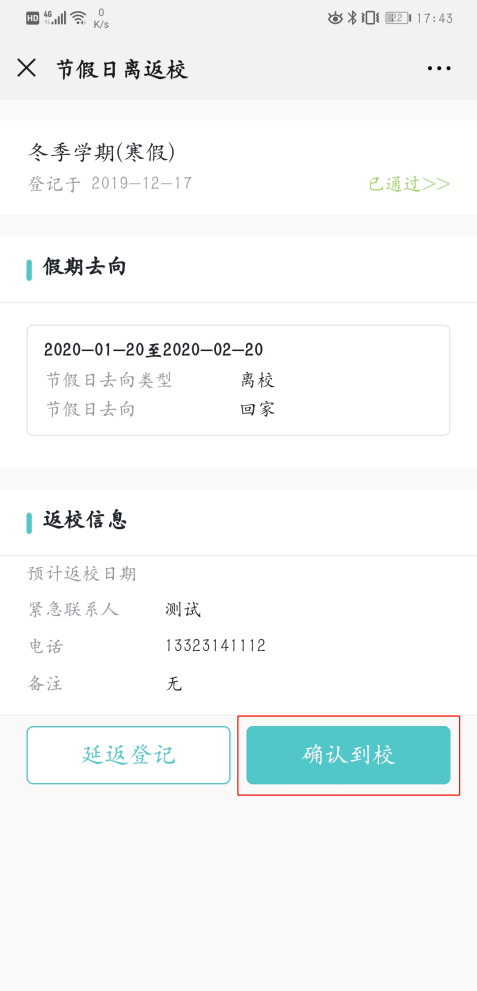 HD 4G 0 K/s 22 17:43
节假日离返校
冬季学期(寒假)
登记于 2019-12-17 已通过>>
假期去向
2020-01-20至2020-02-20
节假日去向类型 离校
节假日去向 回家
返校信息
预计返校日期
紧急联系人 测试
电话 13323141112
备注 无
延返登记 确认到校